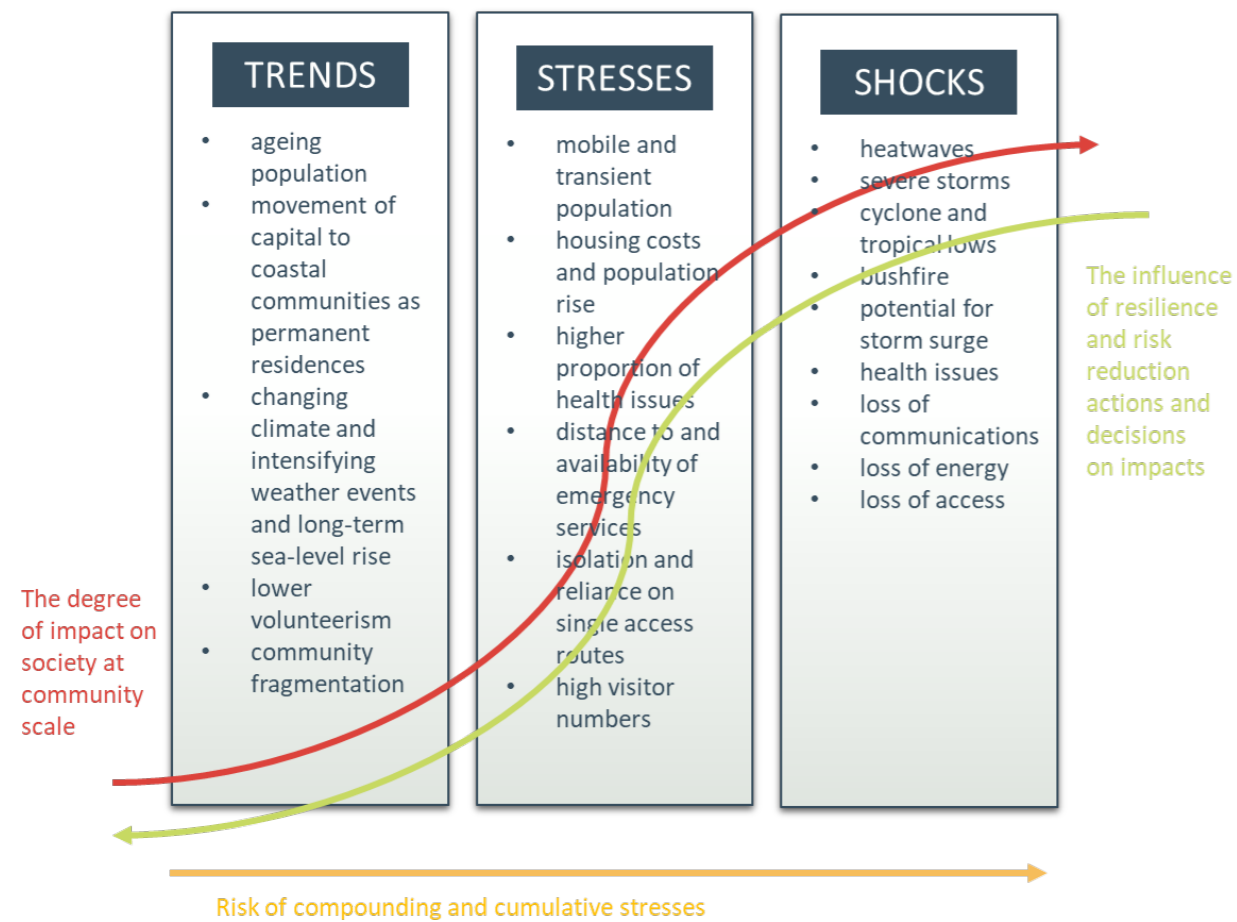 TRENDS
• ageing
population
• movement of
capital to
coastal
communities as
permanent
residences
• changing
climate and
intensifying
weather events
and long-term
sea-level rise
• lower
volunteerism
• community
fragmentation
STRESSES
• mobile and
transient
population
• housing costs
and population
rise
• higher
proportion of
health issues
• distance to and
availability of
emergency
services
• isolation and
reliance on
single access
routes
• high visitor
numbers
SHOCKS
• heatwaves
• severe storms
• cyclone and
tropical lows
• bushfire
• potential for
storm surge
• health issues
• loss of
communications
• loss of energy
• loss of access
The influence
of resilience
and risk
reduction
actions and
decisions
on impacts
The degree
of impact on
society at
community
scale
Risk of compounding and cumulative stresses